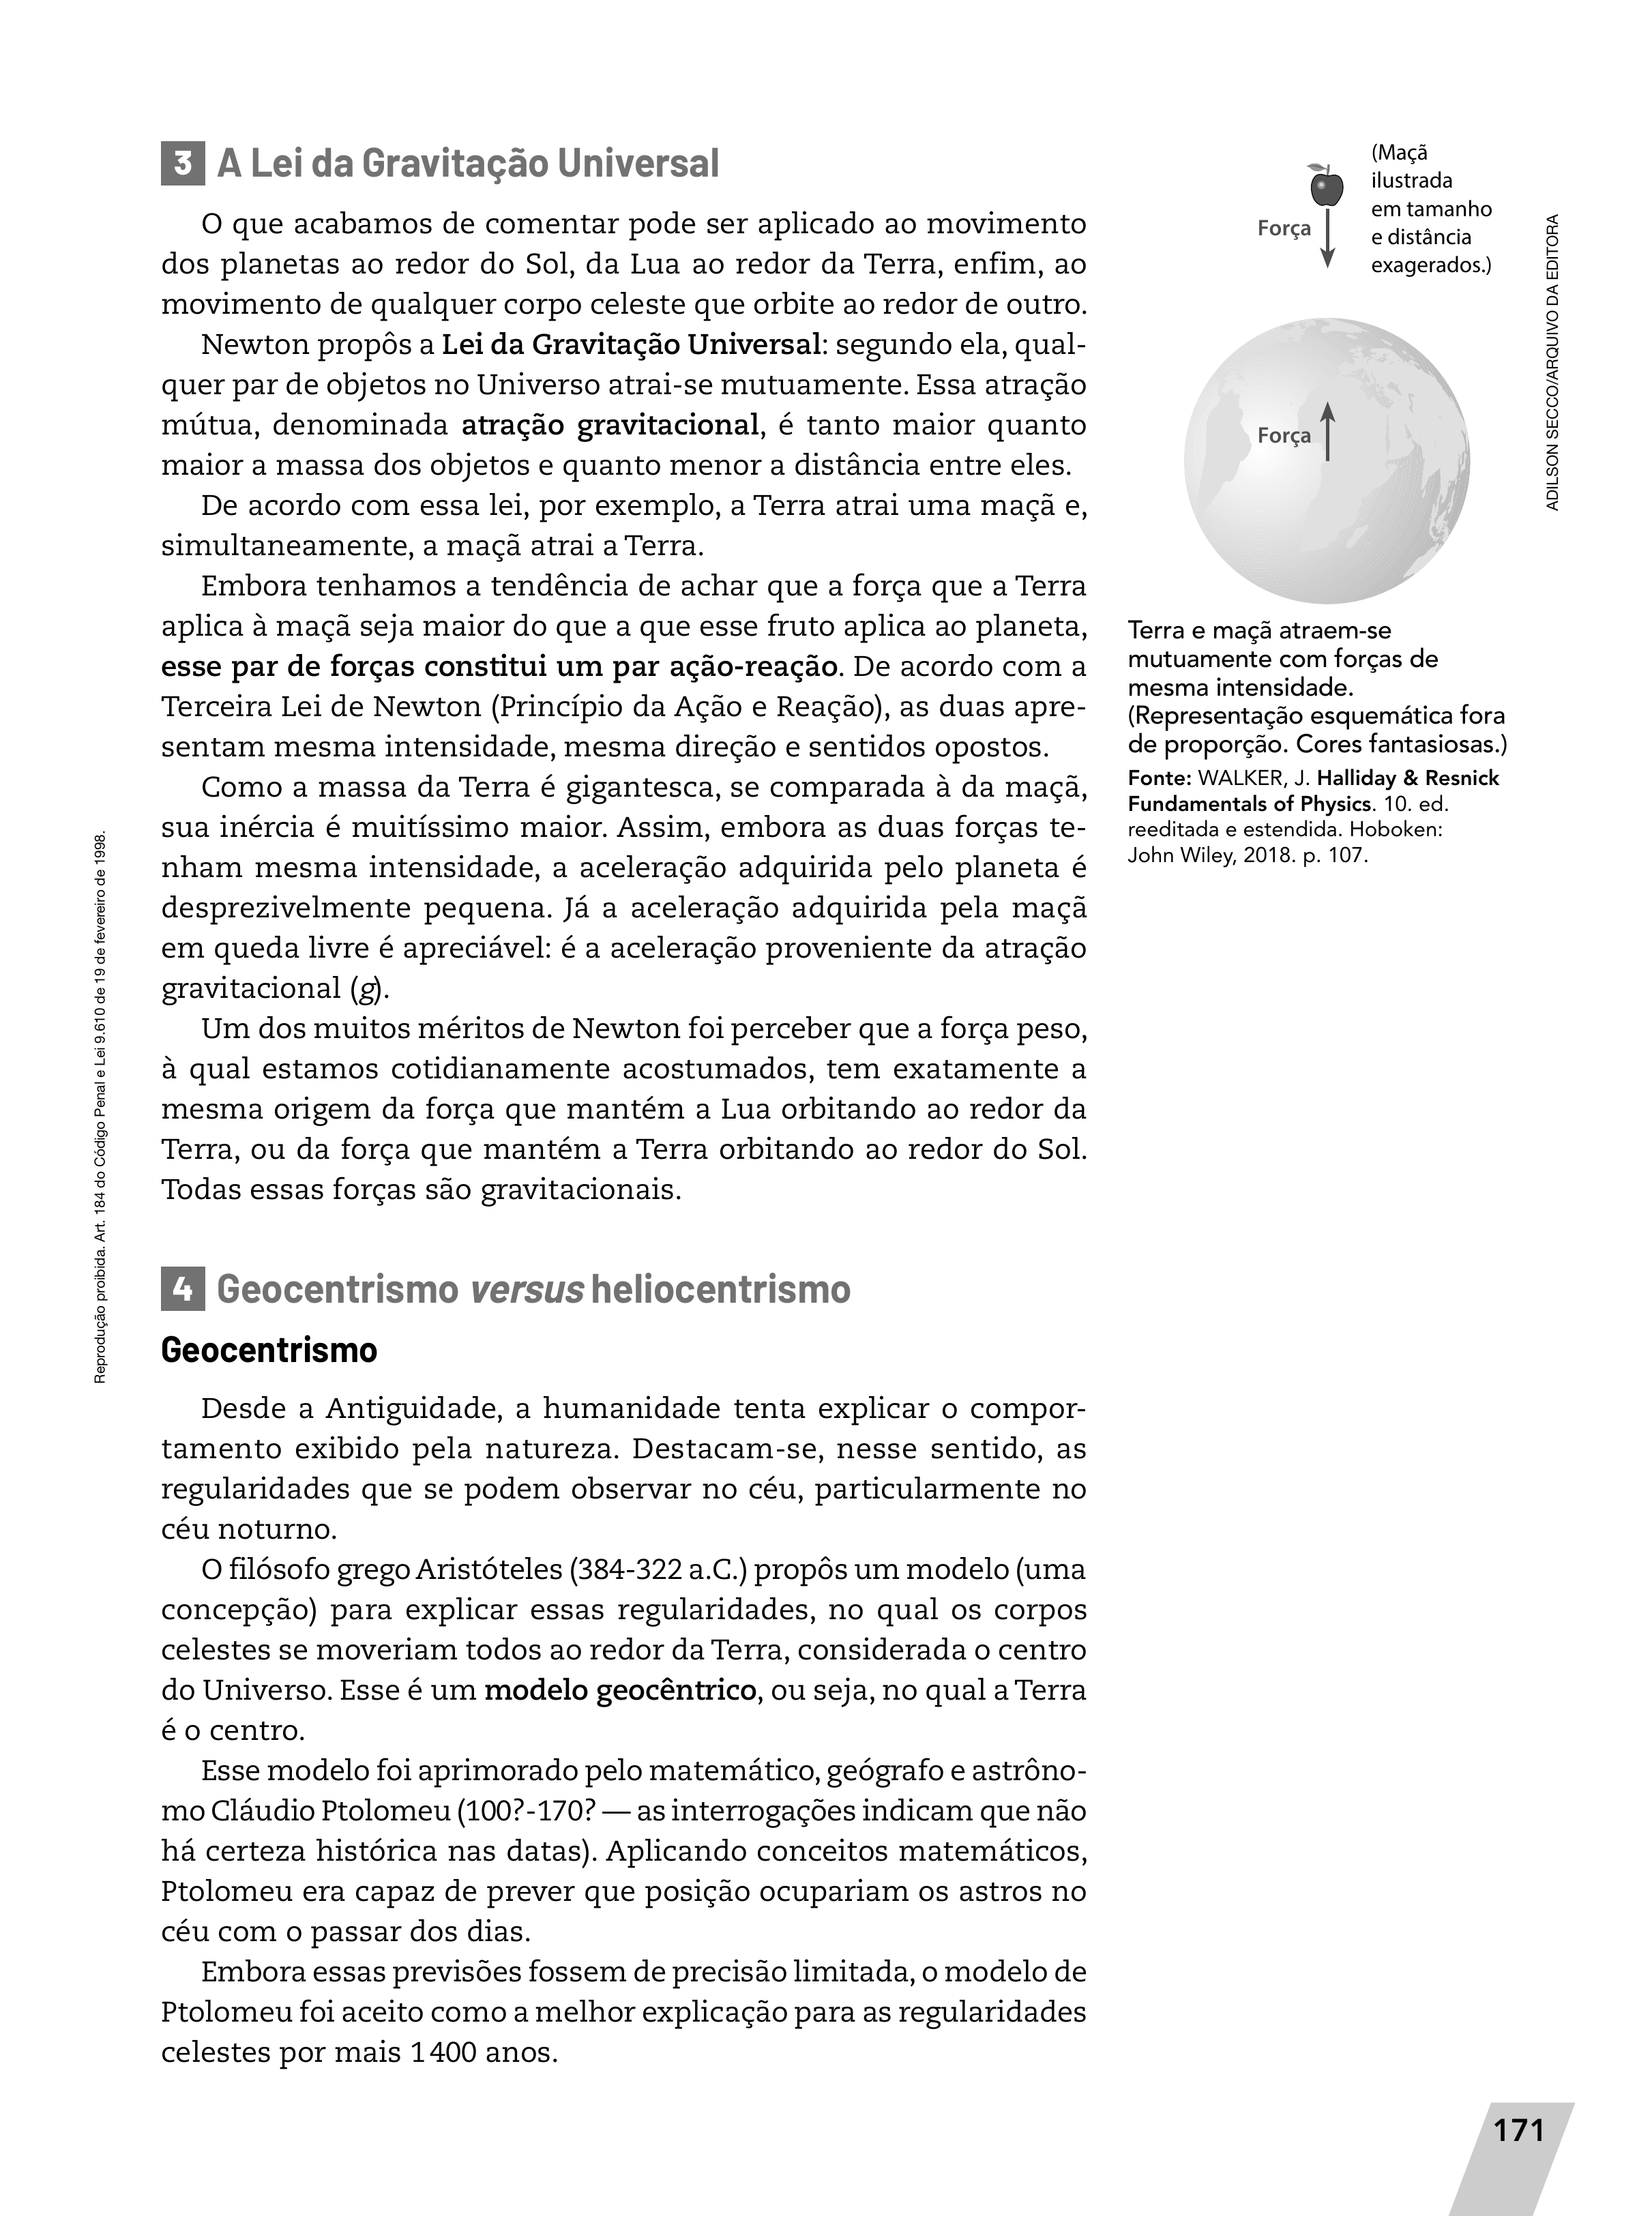 3 A Lei da Gravitação Universal
O que acabamos de comentar pode ser aplicado ao movimento
dos planetas ao redor do Sol, da Lua ao redor da Terra, enfim, ao
movimento de qualquer corpo celeste que orbite ao redor de outro.
Newton propôs a Lei da Gravitação Universal: segundo ela, qual-
quer par de objetos no Universo atrai-se mutuamente. Essa atração
mútua, denominada atração gravitacional, é tanto maior quanto
maior a massa dos objetos e quanto menor a distância entre eles.
De acordo com essa lei, por exemplo, a Terra atrai uma maçã e,
simultaneamente, a maçã atrai a Terra.
Embora tenhamos a tendência de achar que a força que a Terra
aplica à maçã seja maior do que a que esse fruto aplica ao planeta,
esse par de forças constitui um par ação-reação. De acordo com a
Terceira Lei de Newton (Princípio da Ação e Reação), as duas apre-
sentam mesma intensidade, mesma direção e sentidos opostos.
Como a massa da Terra é gigantesca, se comparada à da maçã,
sua inércia é muitíssimo maior. Assim, embora as duas forças te-
nham mesma intensidade, a aceleração adquirida pelo planeta é
desprezivelmente pequena. Já a aceleração adquirida pela maçã
em queda livre é apreciável: é a aceleração proveniente da atração
gravitacional (g).
Um dos muitos méritos de Newton foi perceber que a força peso,
à qual estamos cotidianamente acostumados, tem exatamente a
mesma origem da força que mantém a Lua orbitando ao redor da
Terra, ou da força que mantém a Terra orbitando ao redor do Sol.
Todas essas forças são gravitacionais.
4 Geocentrismo versus heliocentrismo
Geocentrismo
Desde a Antiguidade, a humanidade tenta explicar o compor-
tamento exibido pela natureza. Destacam-se, nesse sentido, as
regularidades que se podem observar no céu, particularmente no
céu noturno.
O filósofo grego Aristóteles (384-322 a.C.) propôs um modelo (uma
concepção) para explicar essas regularidades, no qual os corpos
celestes se moveriam todos ao redor da Terra, considerada o centro
do Universo. Esse é um modelo geocêntrico, ou seja, no qual a Terra
é o centro.
Esse modelo foi aprimorado pelo matemático, geógrafo e astrôno-
mo Cláudio Ptolomeu (100?-170? — as interrogações indicam que não
há certeza histórica nas datas). Aplicando conceitos matemáticos,
Ptolomeu era capaz de prever que posição ocupariam os astros no
céu com o passar dos dias.
Embora essas previsões fossem de precisão limitada, o modelo de
Ptolomeu foi aceito como a melhor explicação para as regularidades
celestes por mais 1 400 anos.
(Maçã
ilustrada
em tamanho
e distância
exagerados.)
Força
Força
ADILSON SECCO/ARQUIVO DA EDITORA
Terra e maçã atraem-se
mutuamente com forças de
mesma intensidade.
(Representação esquemática fora
de proporção. Cores fantasiosas.)
Fonte: WALKER, J. Halliday & Resnick
Fundamentals of Physics. 10. ed.
reeditada e estendida. Hoboken:
John Wiley, 2018. p. 107.
Reprodução proibida. Art. 184 do Código Penal e Lei 9.610 de 19 de fevereiro de 1998.
171